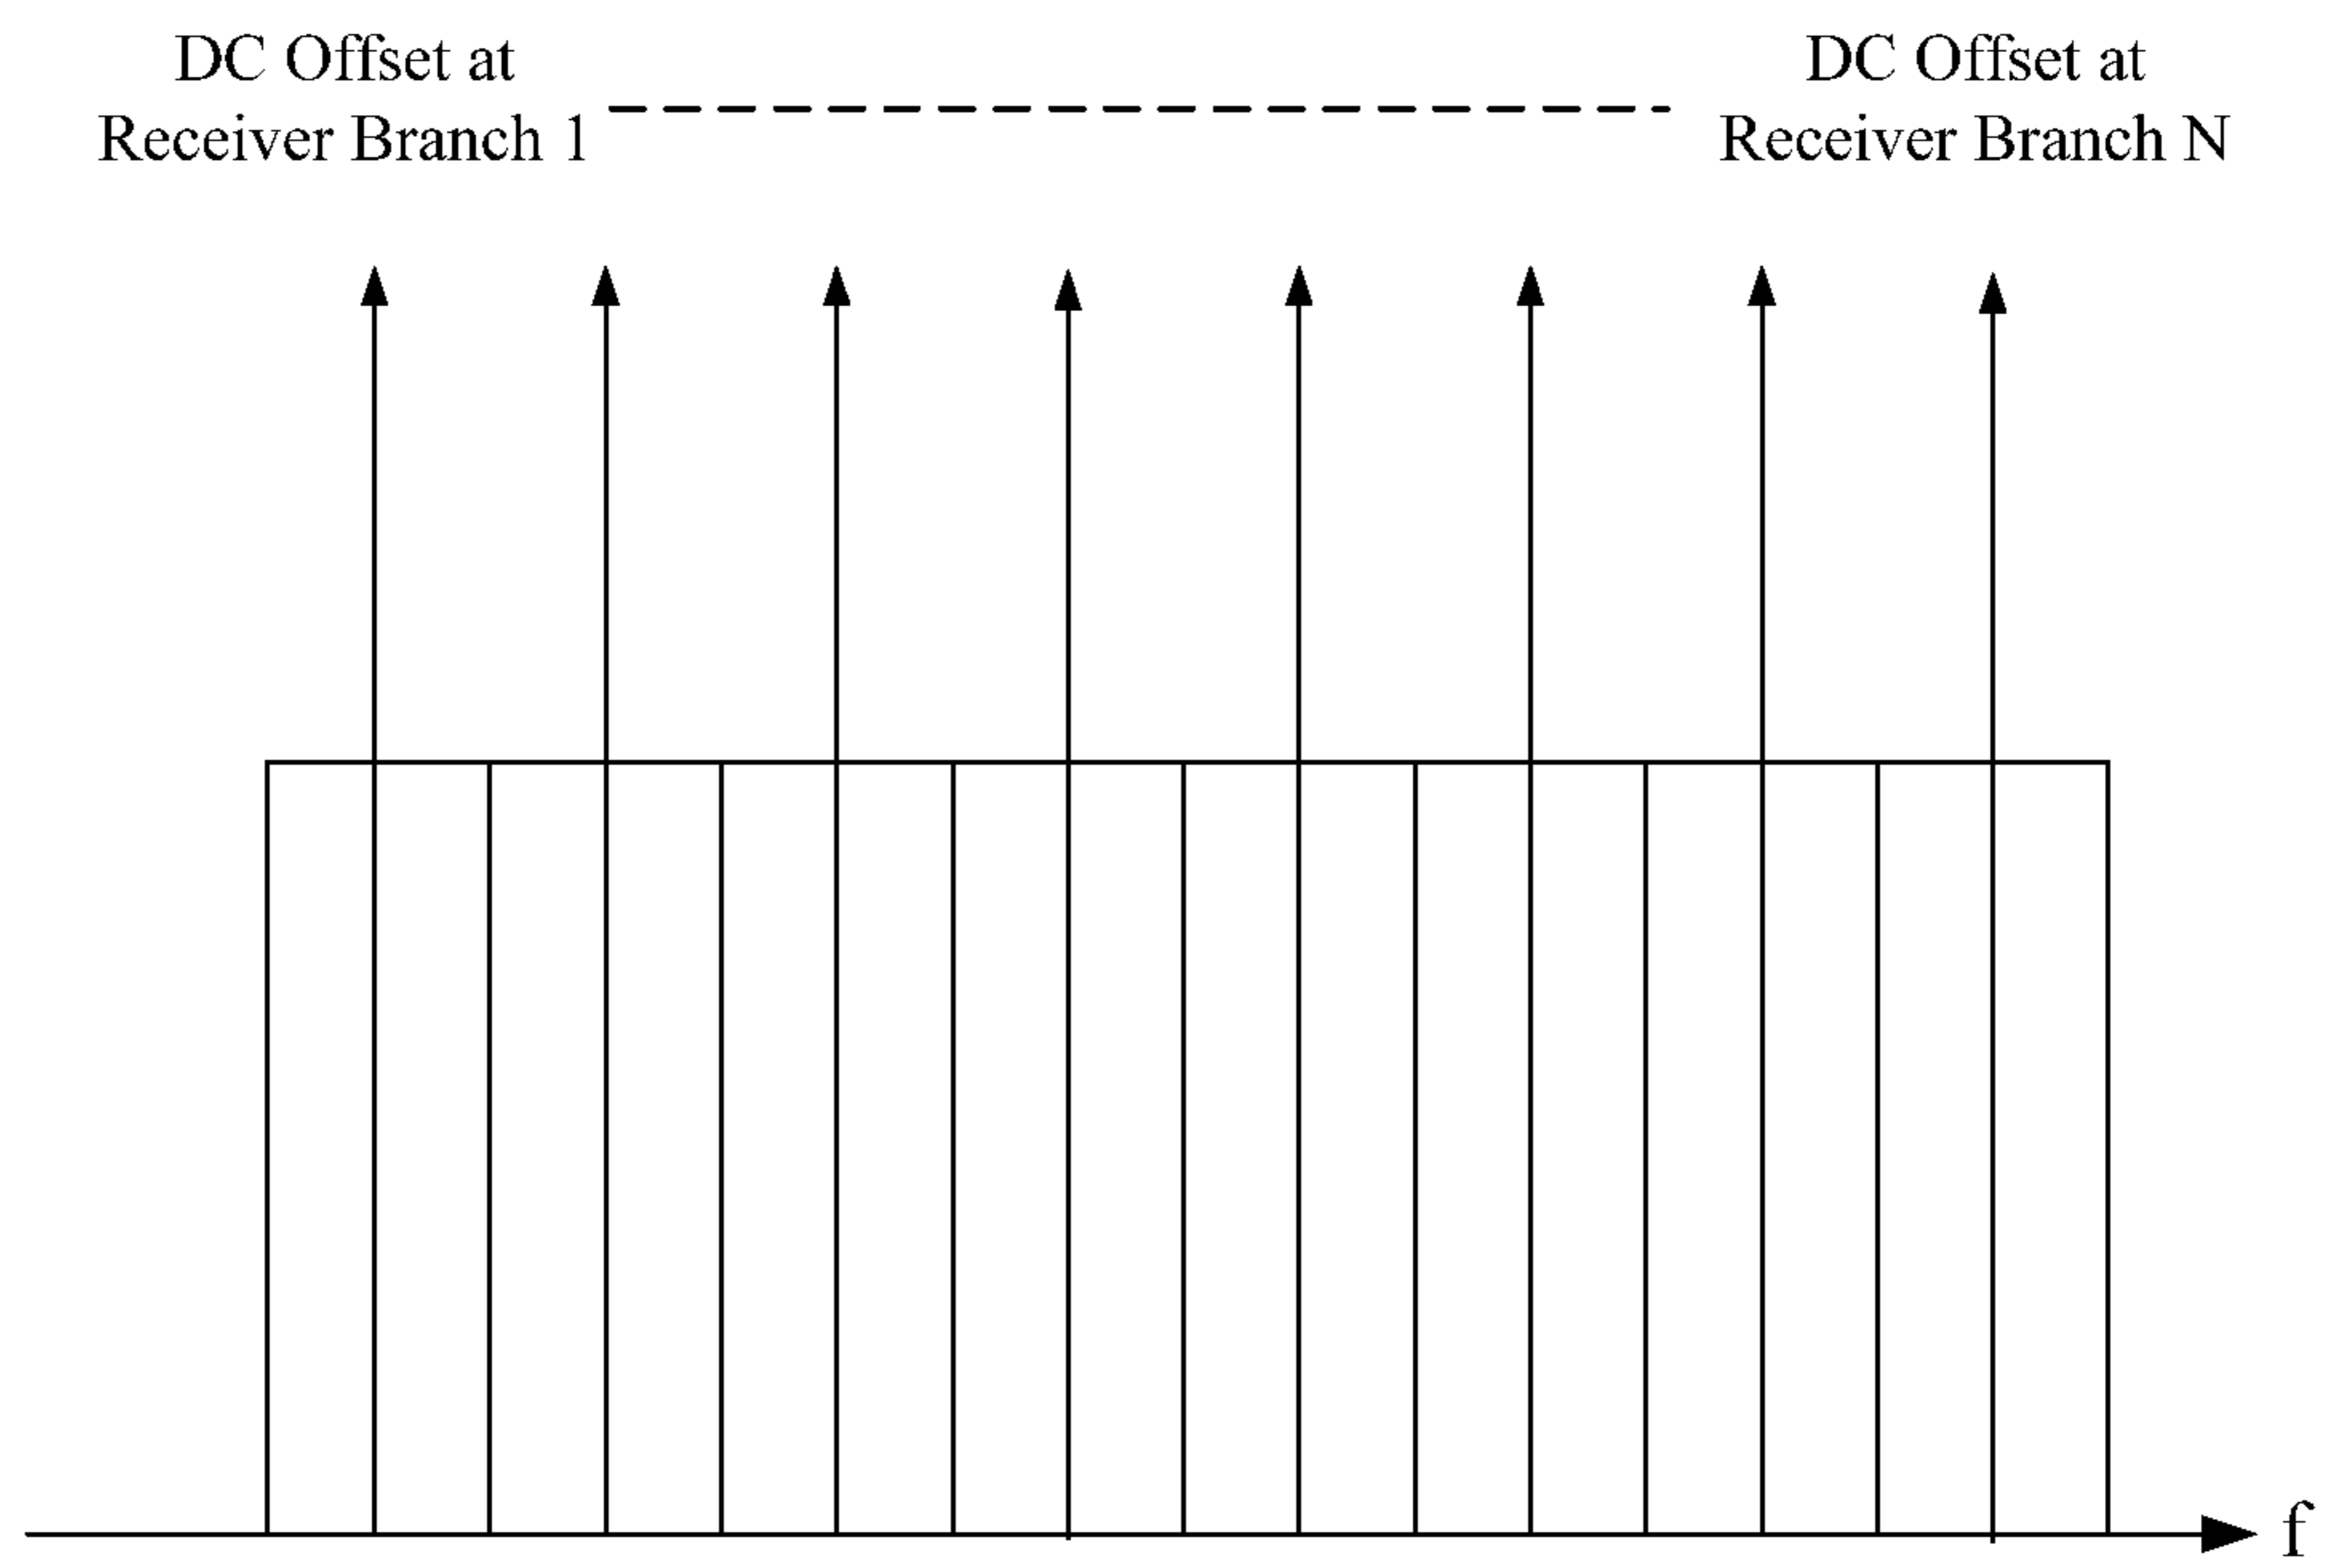 DC Offset at
Receiver Branch 1
DC Offset at
Receiver Branch N
f